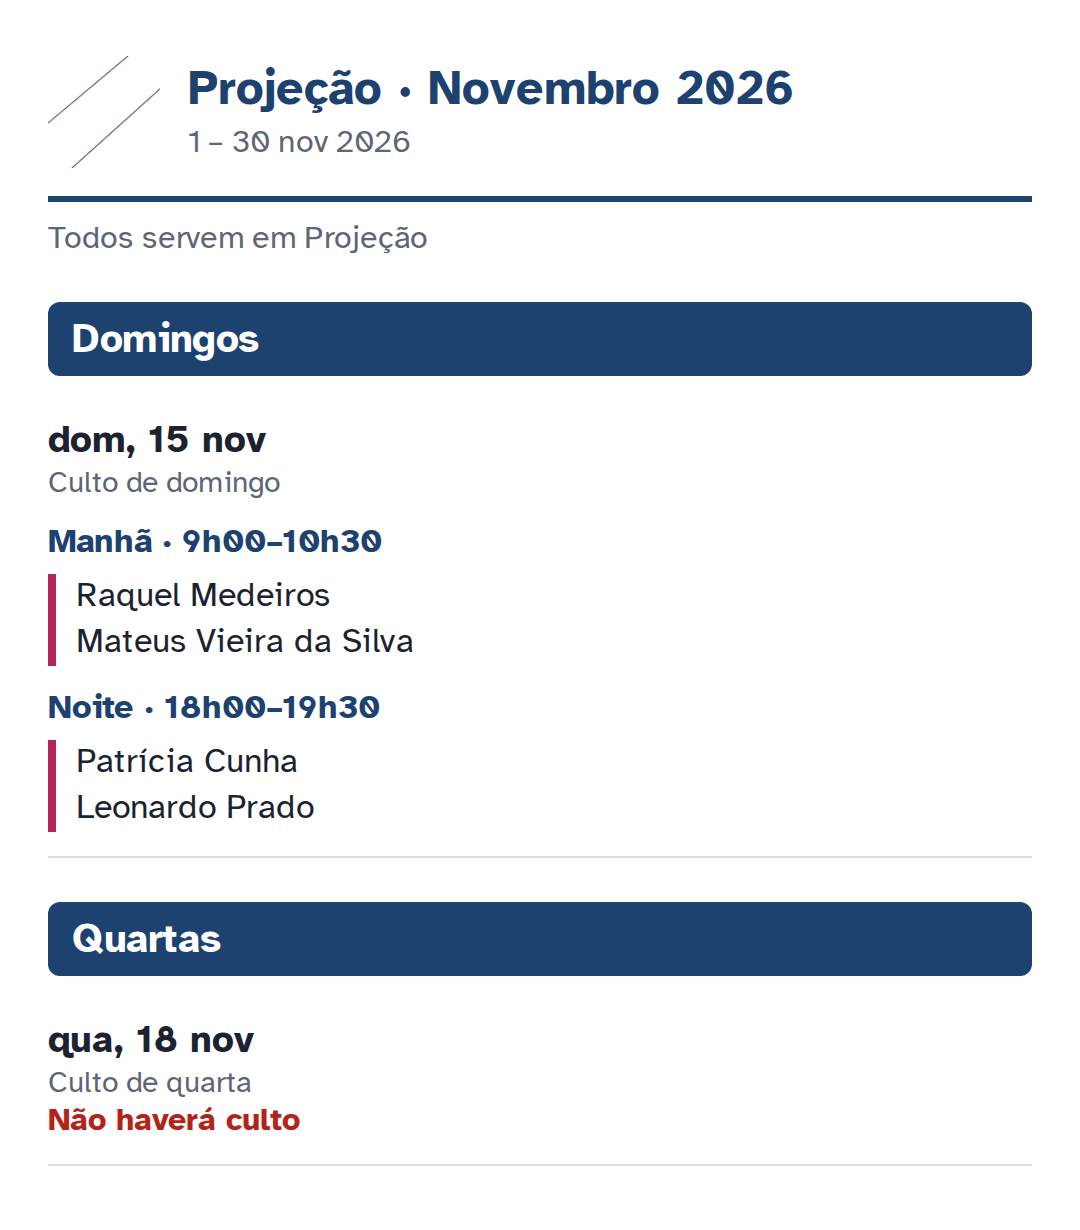 Projeção • Novembro 2026
1 – 30 nov 2026
Todos servem em Projeção
Domingos
dom, 15 nov
Culto de domingo
Manhã · 9h00–10h30
Raquel Medeiros
Mateus Vieira da Silva
Noite · 18h00–19h30
Patrícia Cunha
Leonardo Prado
Quartas
qua, 18 nov
Culto de quarta
Não haverá culto